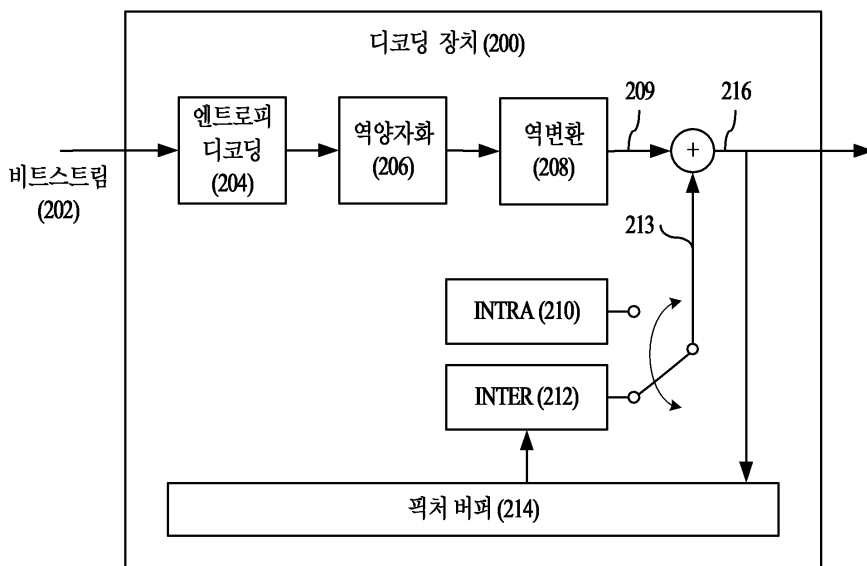 디코딩 장치 (200)
209
216
엔트로피
디코딩
(204)
역양자화
(206)
역변환
(208)
+
비트스트림
(202)
213
INTRA (210)
INTER (212)
픽처 버퍼 (214)